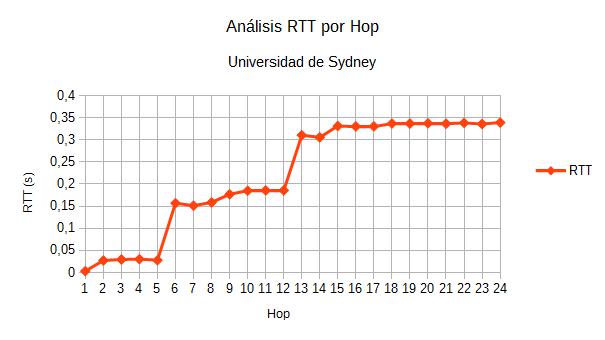 Análisis RTT por Hop
Universidad de Sydney
0,4
0,35
0,3
0,25
0,2
0,15
0,1
0,05
0
RTT (s)
RTT
1 2 3 4 5 6 7 8 9 10 11 12 13 14 15 16 17 18 19 20 21 22 23 24
Hop